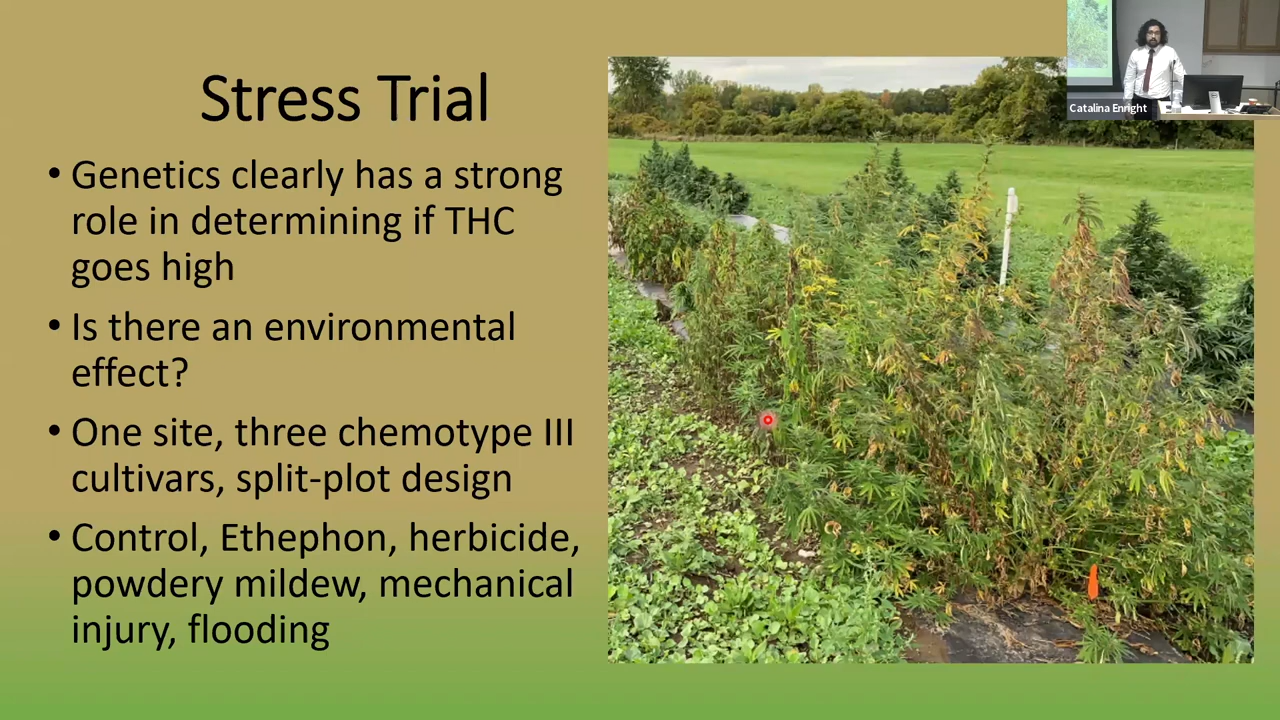 Stress Trial
• Genetics clearly has a strong
role in determining if THC
goes high
• Is there an environmental
effect?
• One site, three chemotype III
cultivars, split-plot design
• Control, Ethephon, herbicide,
powdery mildew, mechanical
injury, flooding
Catalina Enright